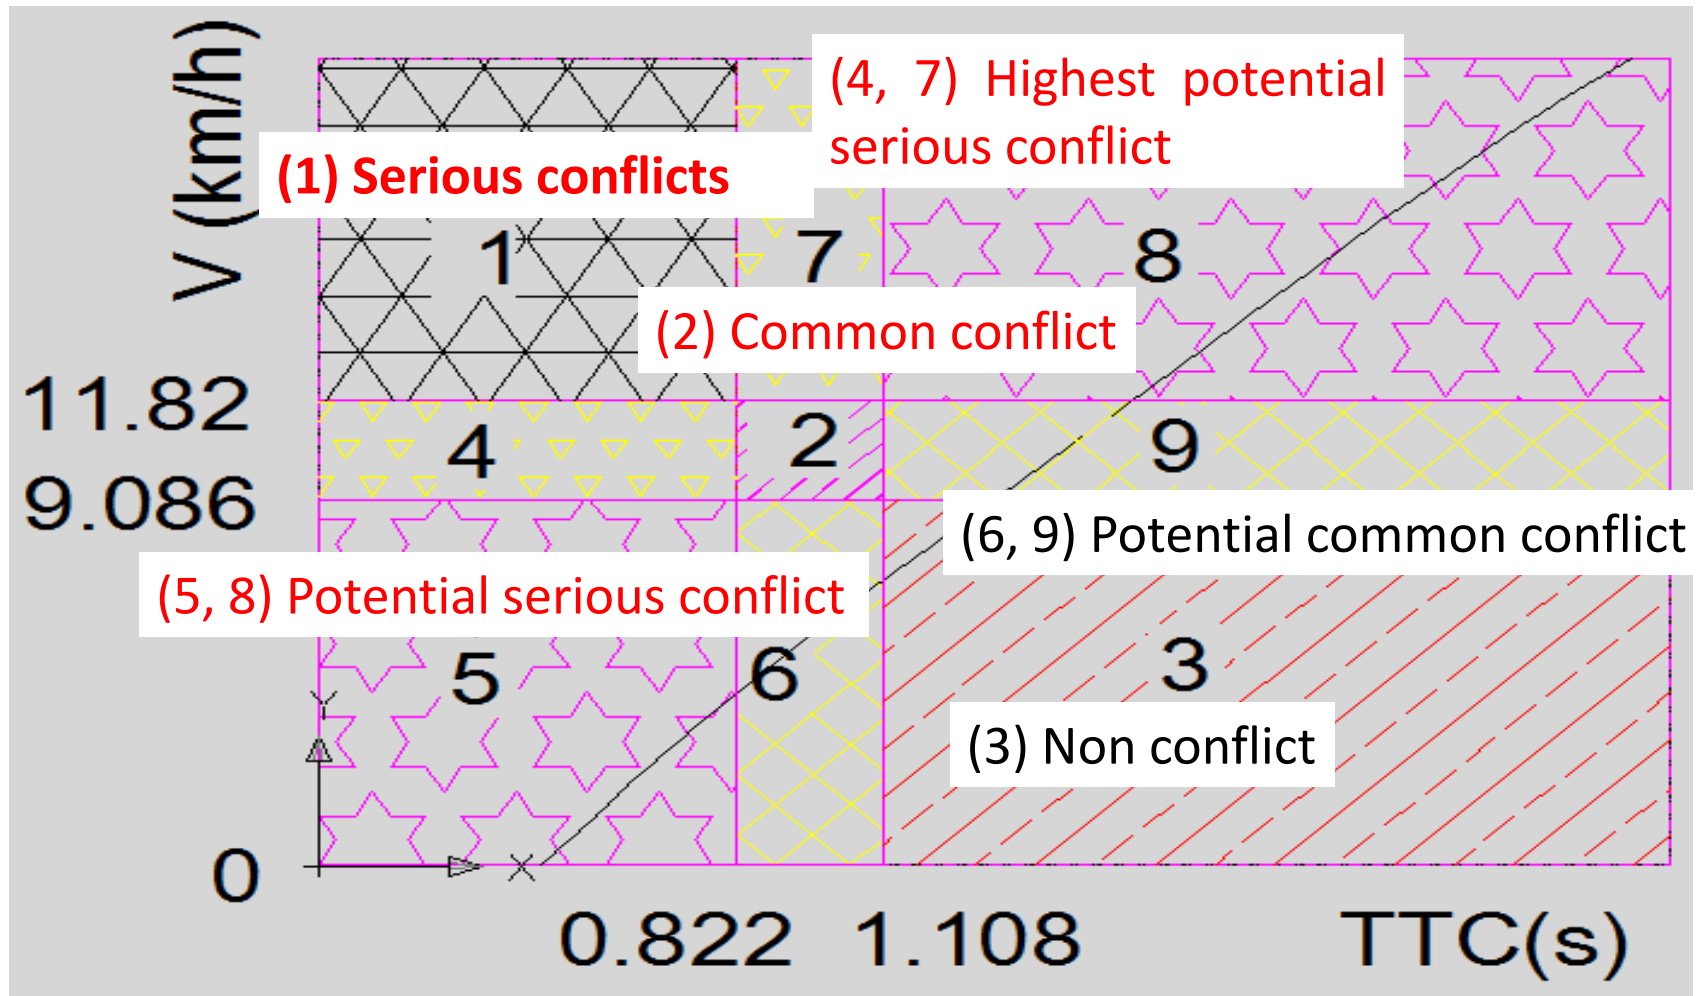 V (km/h)
(4, 7) Highest potential
serious conflict
(1) Serious conflicts
1
7
8
(2) Common conflict
11.82
4
2
9
9.086
(6, 9) Potential common conflict
(5, 8) Potential serious conflict
5
6
3
Y
(3) Non conflict
0
X
0.822
1.108
TTC(s)